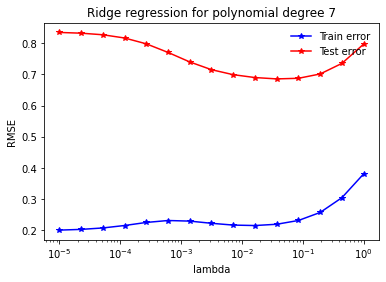 Ridge regression for polynomial degree 7
Train error
Test error
RMSE
0.8
0.7
0.6
0.5
0.4
0.3
0.2
10⁻⁵ 10⁻⁴ 10⁻³ 10⁻² 10⁻¹ 10⁰
lambda